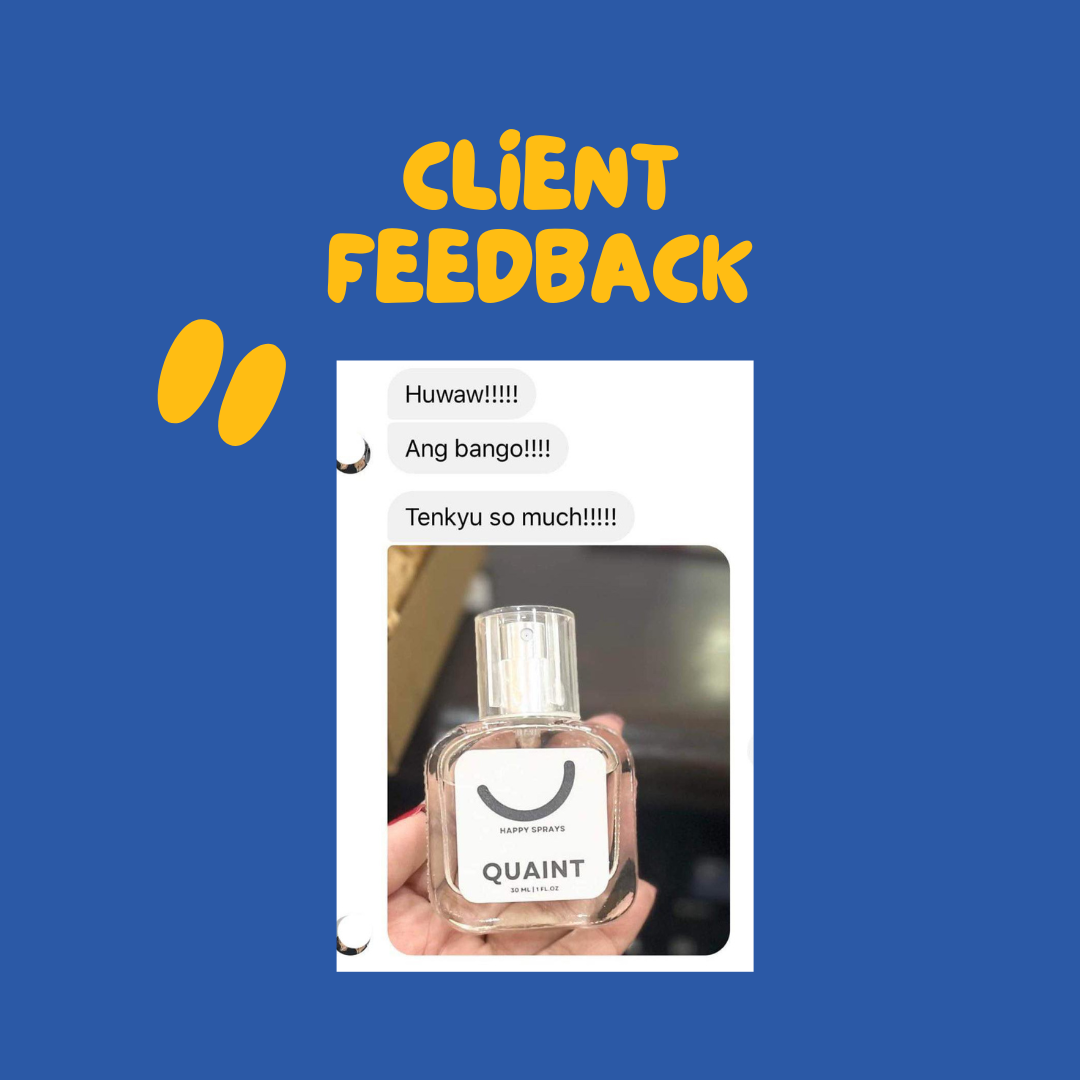 CLiENT
FEEDBACK
Huwaw!!!!!
Ang bango!!!!
Tenkyu so much!!!!!
HAPPY SPRAYS
QUAINT
30 ML | 1 FL.OZ